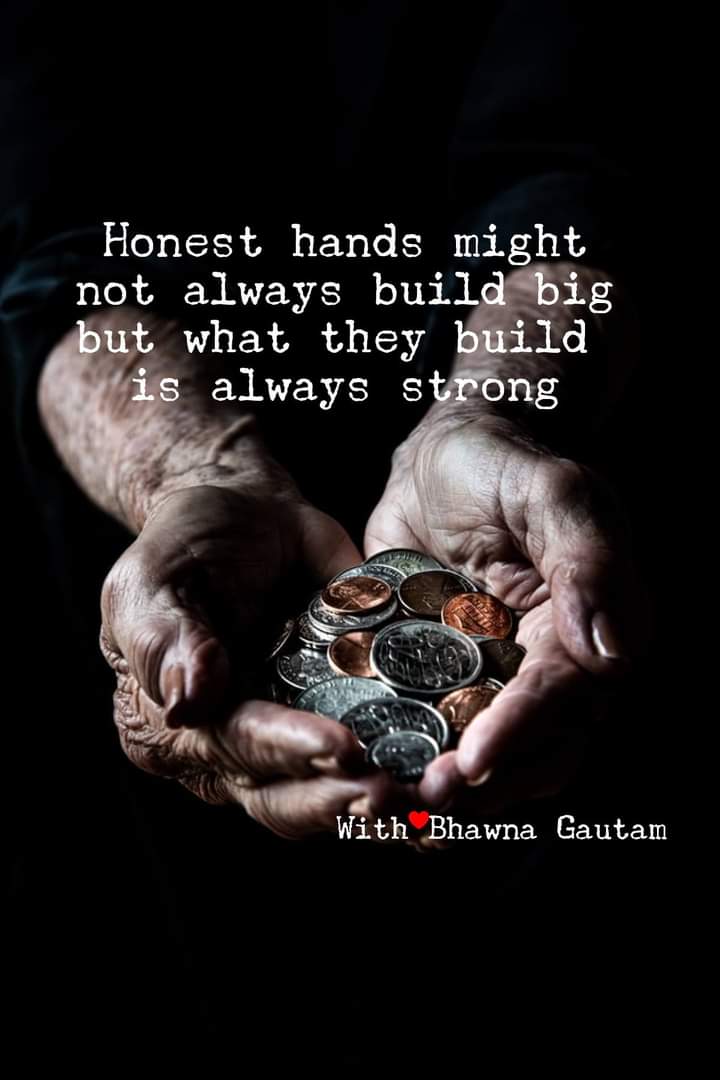 Honest hands might
not always build big
but what they build
is always strong
With❤Bhawna Gautam